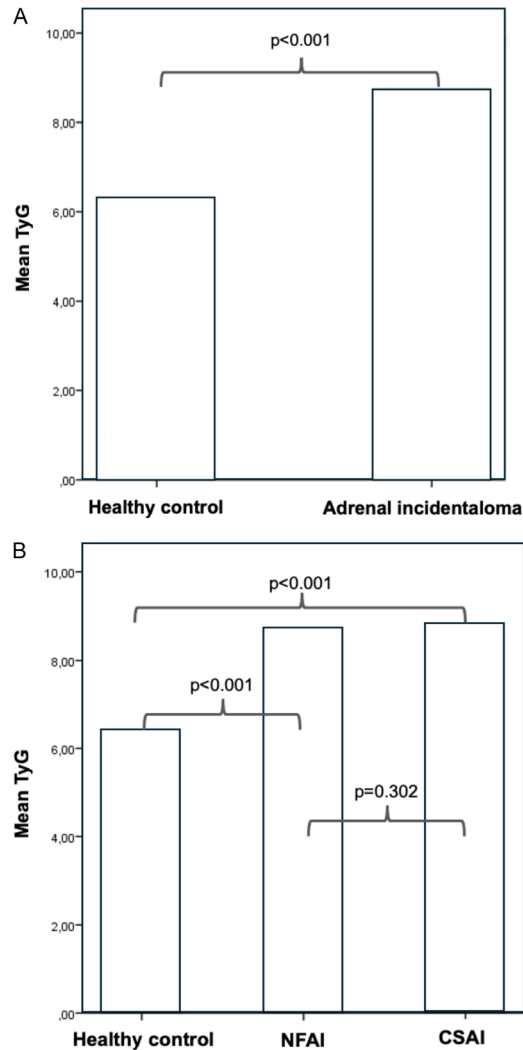 A
p<0.001
10,00
8,00
6,00
4,00
2,00
,00
Mean TyG
Healthy control Adrenal incidentaloma
B
10,00
8,00
6,00
4,00
2,00
,00
Mean TyG
p<0.001
p<0.001
p=0.302
Healthy control NFAI CSAI